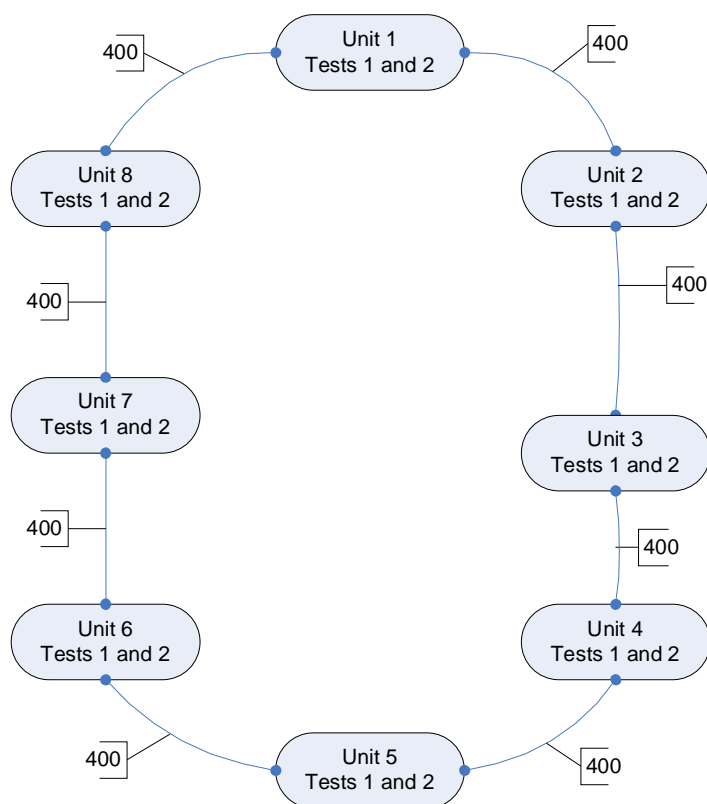 400
Unit 1
Tests 1 and 2
400
Unit 8
Tests 1 and 2
Unit 2
Tests 1 and 2
400
400
Unit 7
Tests 1 and 2
Unit 3
Tests 1 and 2
400
400
Unit 6
Tests 1 and 2
Unit 4
Tests 1 and 2
400
Unit 5
Tests 1 and 2
400